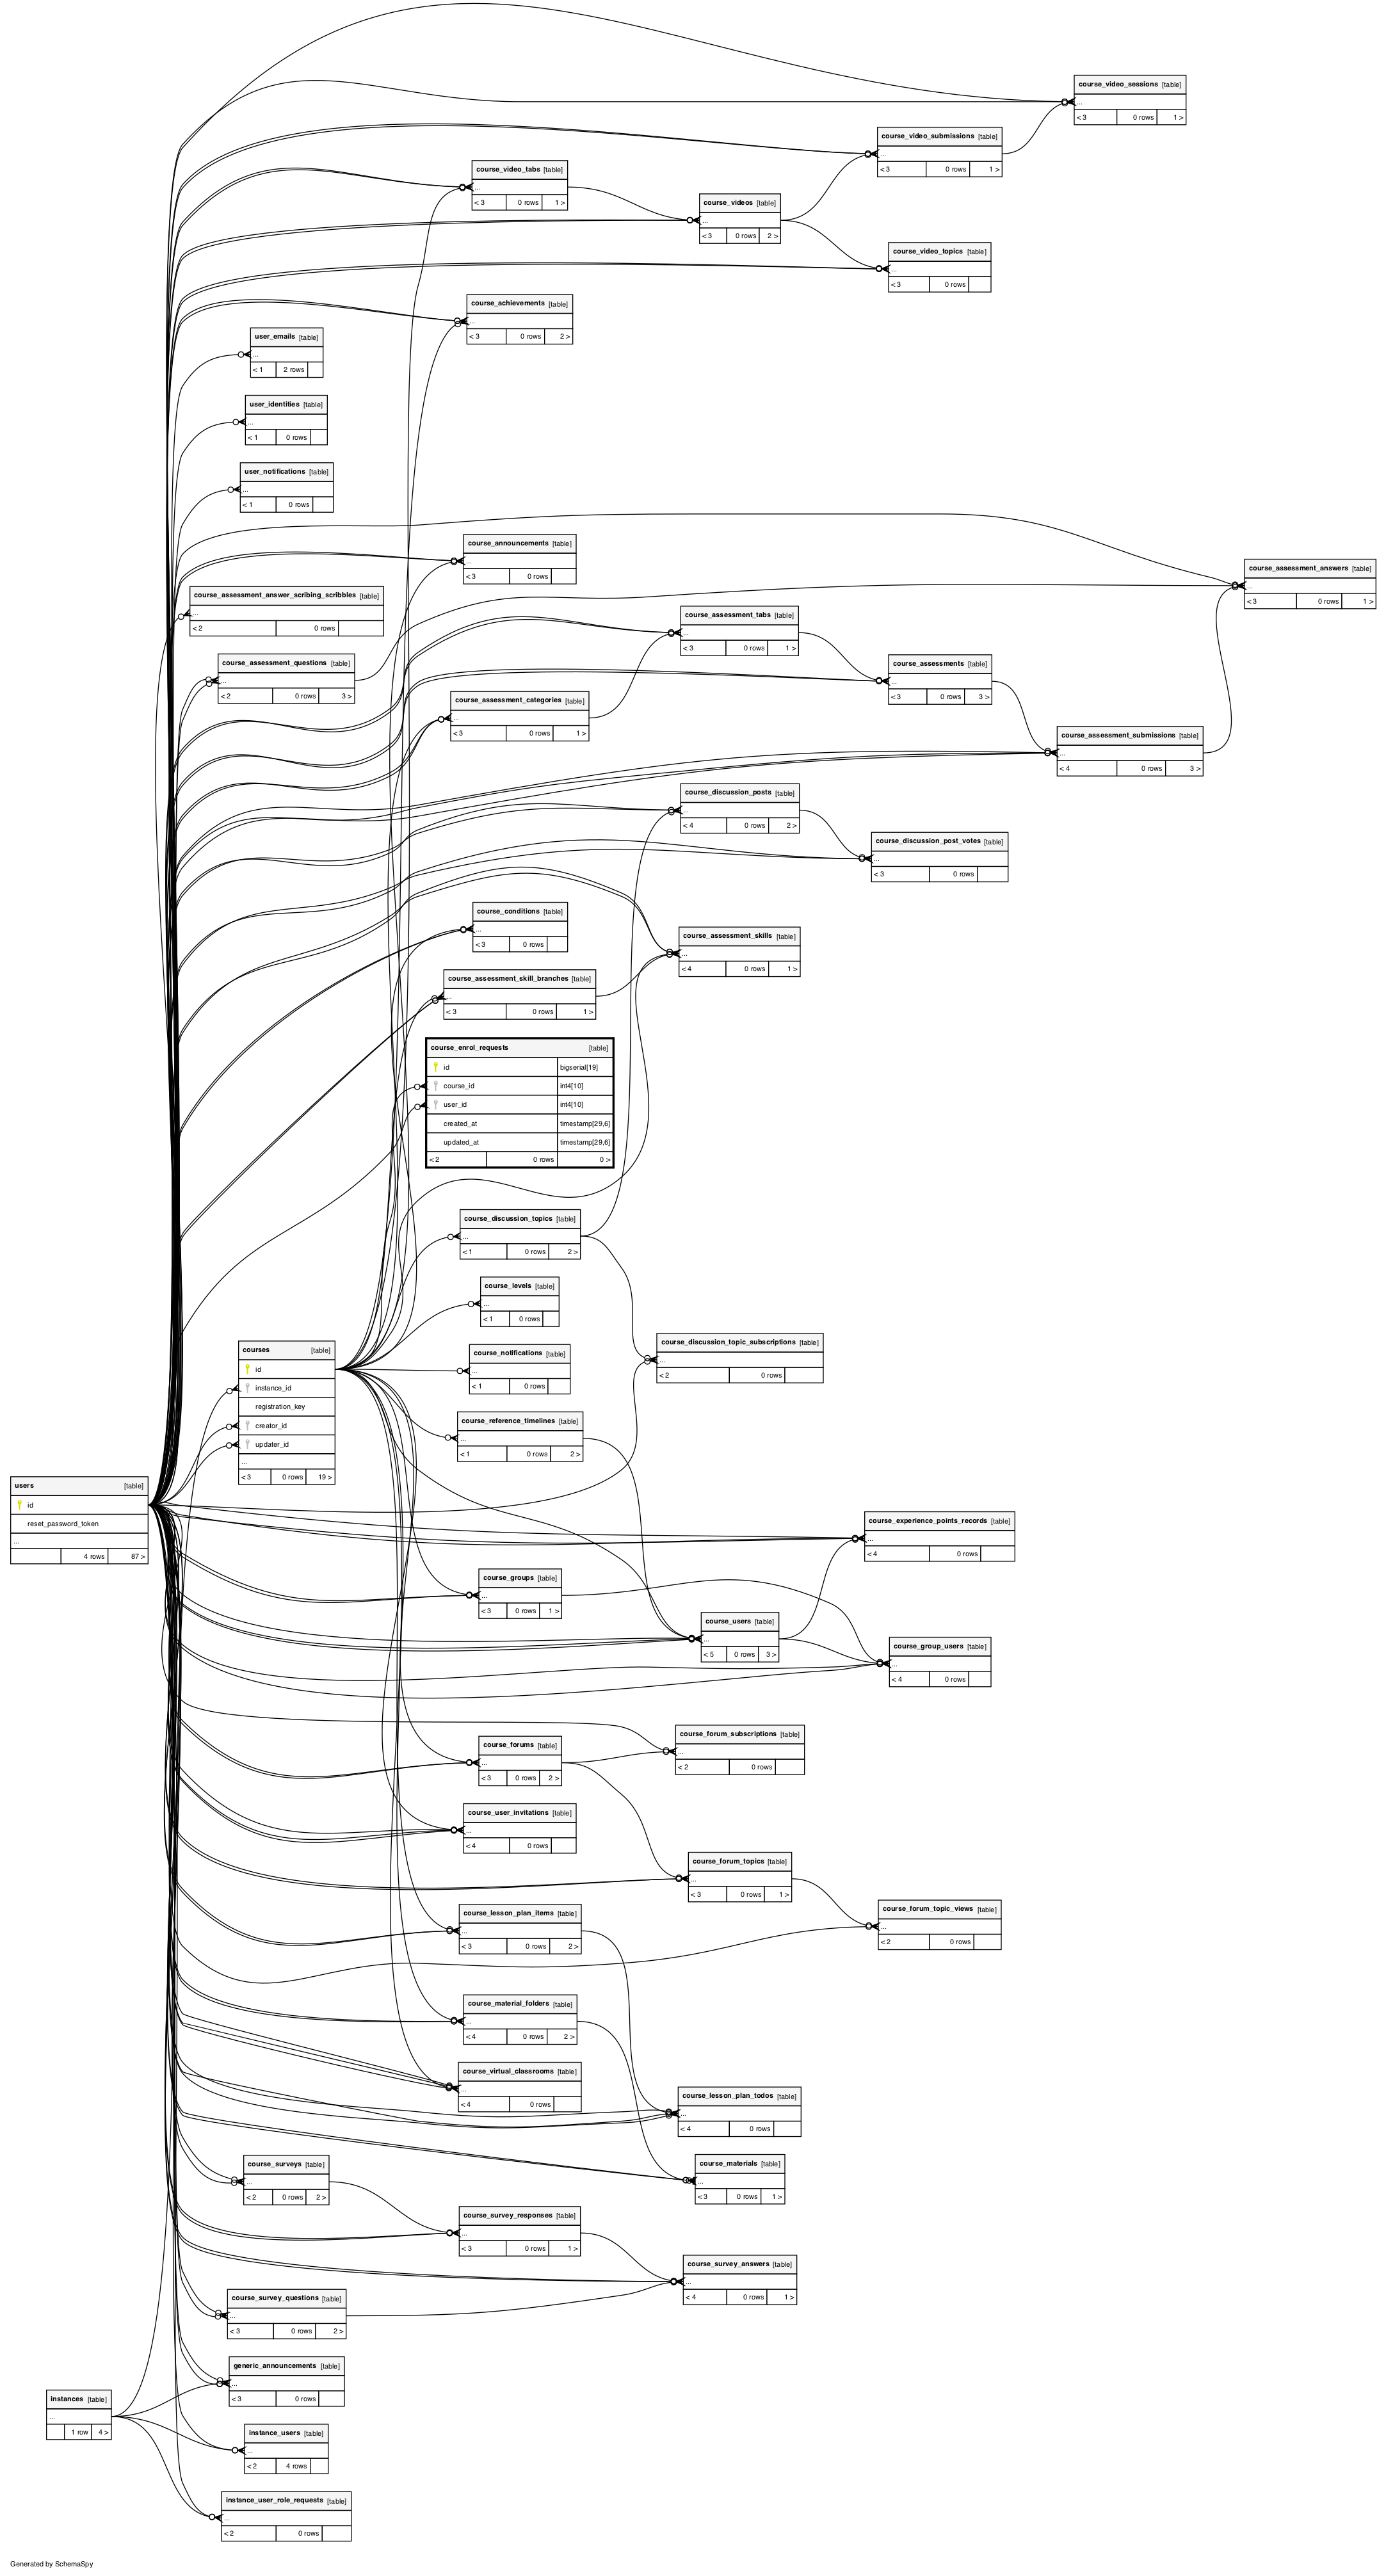 course_video_sessions [table]
...
< 3 0 rows 1 >
course_video_submissions [table]
...
< 3 0 rows 1 >
course_video_tabs [table]
...
< 3 0 rows 1 >
course_videos [table]
...
< 3 0 rows 2 >
course_video_topics [table]
...
< 3 0 rows
course_achievements [table]
...
< 3 0 rows 2 >
user_emails [table]
...
< 1 2 rows
user_identities [table]
...
< 1 0 rows
user_notifications [table]
...
< 1 0 rows
course_announcements [table]
...
< 3 0 rows
course_assessment_answers [table]
...
< 3 0 rows 1 >
course_assessment_answer_scribing_scribbles [table]
...
< 2 0 rows
course_assessment_tabs [table]
...
< 3 0 rows 1 >
course_assessment_questions [table]
...
< 2 0 rows 3 >
course_assessments [table]
...
< 3 0 rows 3 >
course_assessment_categories [table]
...
< 3 0 rows 1 >
course_assessment_submissions [table]
...
< 4 0 rows 3 >
course_discussion_posts [table]
...
< 4 0 rows 2 >
course_discussion_post_votes [table]
...
< 3 0 rows
course_conditions [table]
...
< 3 0 rows
course_assessment_skills [table]
...
< 4 0 rows 1 >
course_assessment_skill_branches [table]
...
< 3 0 rows 1 >
course_enrol_requests [table]
id bigserial[19]
course_id int4[10]
user_id int4[10]
created_at timestamp[29,6]
updated_at timestamp[29,6]
< 2 0 rows 0 >
course_discussion_topics [table]
...
< 1 0 rows 2 >
course_levels [table]
...
< 1 0 rows
course_discussion_topic_subscriptions [table]
...
< 2 0 rows
courses [table]
id
instance_id
registration_key
creator_id
updater_id
...
< 3 0 rows 19 >
course_notifications [table]
...
< 1 0 rows
course_reference_timelines [table]
...
< 1 0 rows 2 >
users [table]
id
reset_password_token
...
4 rows 87 >
course_experience_points_records [table]
...
< 4 0 rows
course_groups [table]
...
< 3 0 rows 1 >
course_users [table]
...
< 5 0 rows 3 >
course_group_users [table]
...
< 4 0 rows
course_forum_subscriptions [table]
...
< 2 0 rows
course_forums [table]
...
< 3 0 rows 2 >
course_user_invitations [table]
...
< 4 0 rows
course_forum_topics [table]
...
< 3 0 rows 1 >
course_forum_topic_views [table]
...
< 2 0 rows
course_lesson_plan_items [table]
...
< 3 0 rows 2 >
course_material_folders [table]
...
< 4 0 rows 2 >
course_virtual_classrooms [table]
...
< 4 0 rows
course_lesson_plan_todos [table]
...
< 4 0 rows
course_surveys [table]
...
< 2 0 rows 2 >
course_materials [table]
...
< 3 0 rows 1 >
course_survey_responses [table]
...
< 3 0 rows 1 >
course_survey_answers [table]
...
< 4 0 rows 1 >
course_survey_questions [table]
...
< 3 0 rows 2 >
generic_announcements [table]
...
< 3 0 rows
instances [table]
...
1 row 4 >
instance_users [table]
...
< 2 4 rows
instance_user_role_requests [table]
...
< 2 0 rows
Generated by SchemaSpy